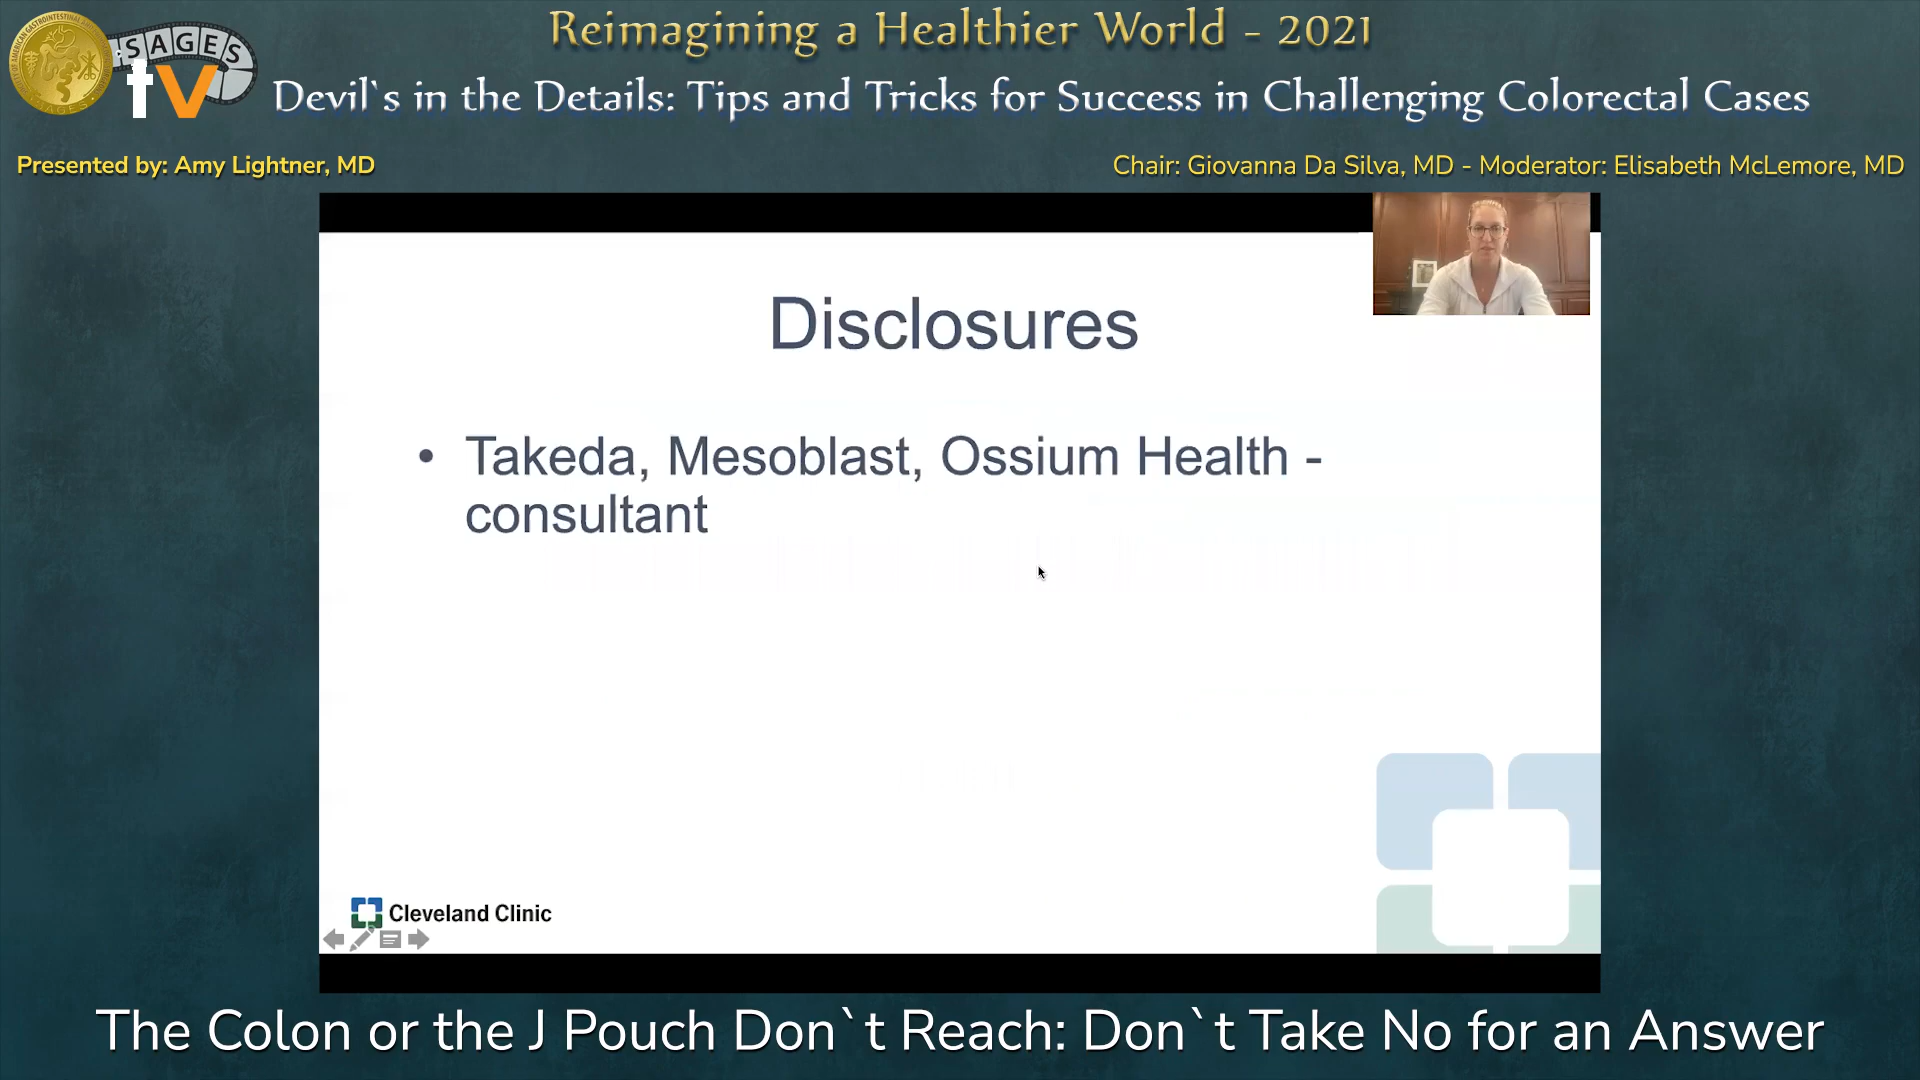 Reimagining a Healthier World - 2021
SAGES
tv
Devil`s in the Details: Tips and Tricks for Success in Challenging Colorectal Cases
Presented by: Amy Lightner, MD
Chair: Giovanna Da Silva, MD - Moderator: Elisabeth McLemore, MD
Disclosures
• Takeda, Mesoblast, Ossium Health -
consultant
Cleveland Clinic
The Colon or the J Pouch Don`t Reach: Don`t Take No for an Answer